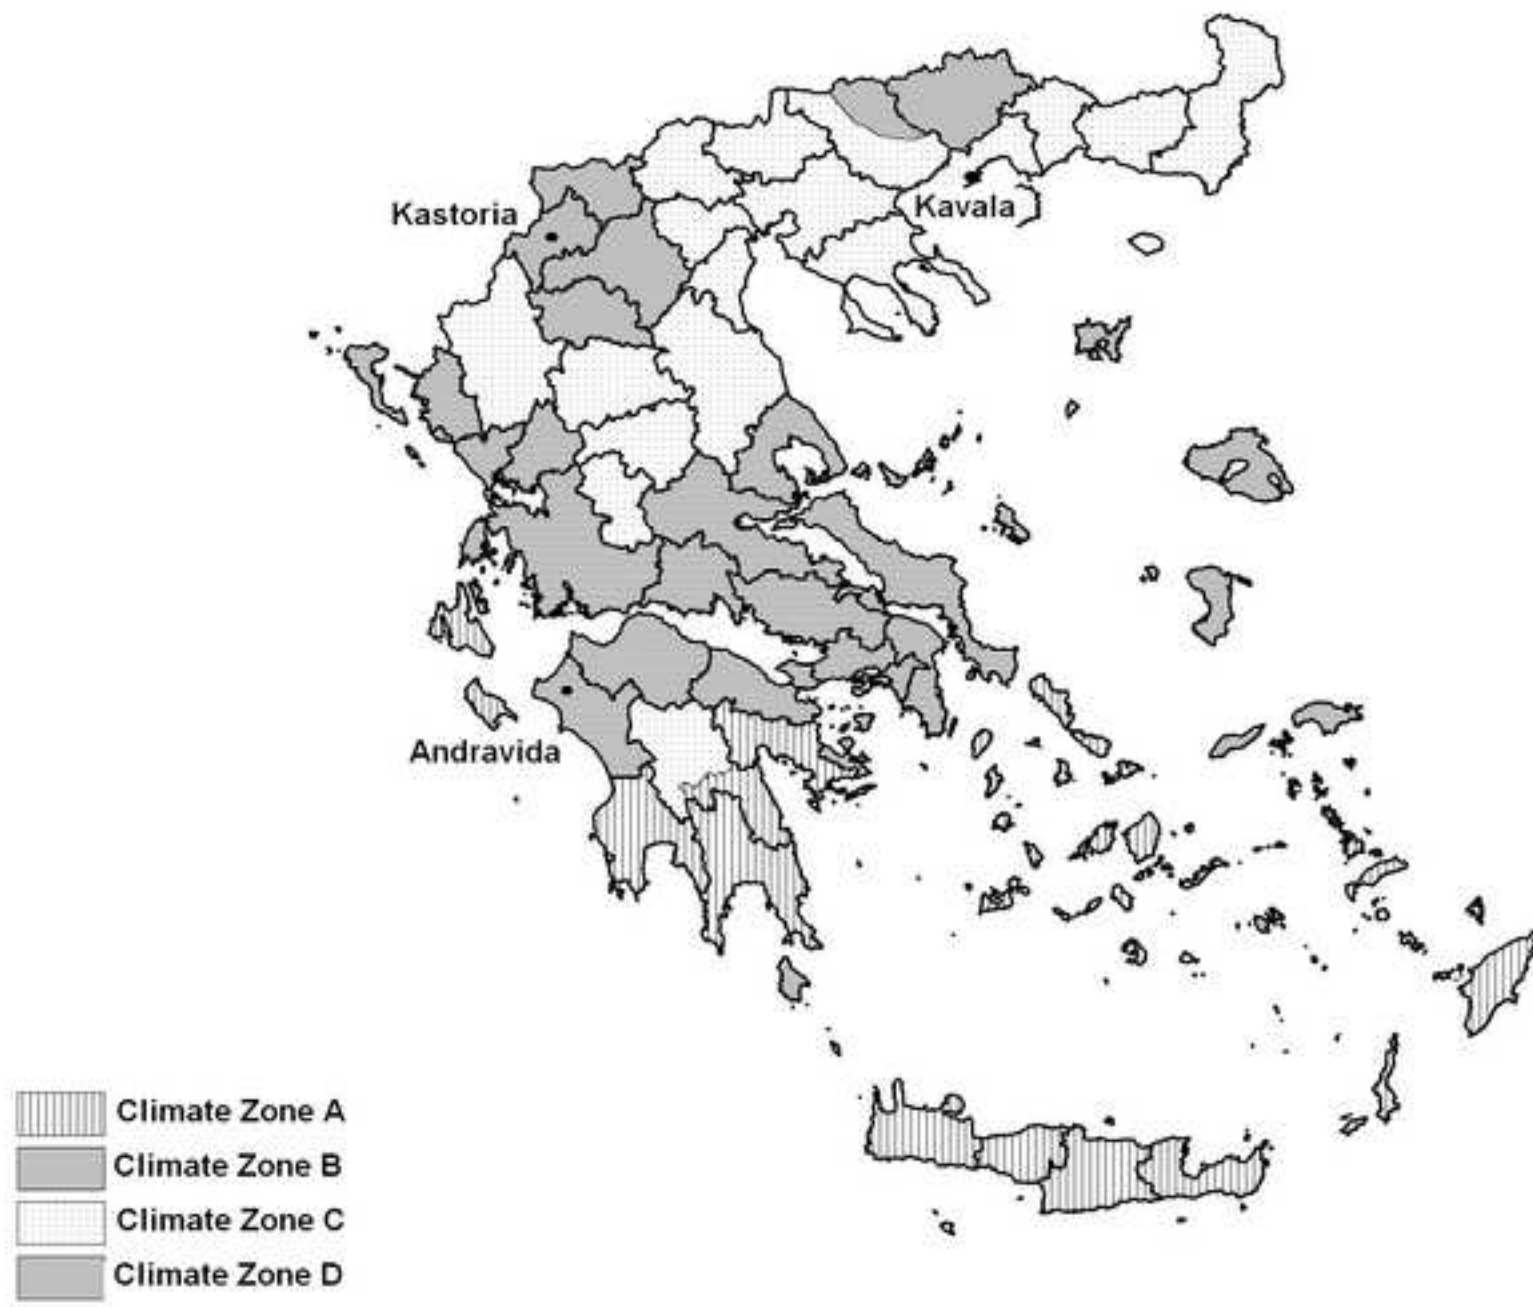 Kastoria
Kavala
Andravida
Climate Zone A
Climate Zone B
Climate Zone C
Climate Zone D